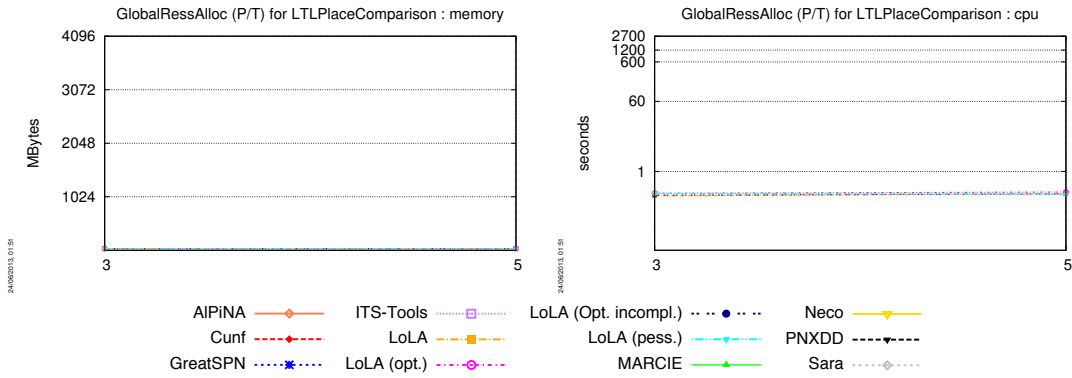 GlobalRessAlloc (P/T) for LTLPlaceComparison : memory
4096
3072
2048
1024
MBytes
3
5
24/06/2013, 01:51
GlobalRessAlloc (P/T) for LTLPlaceComparison : cpu
2700
1200
600
60
1
seconds
3
5
24/06/2013, 01:51
AlPiNA
Cunf
GreatSPN
ITS-Tools
LoLA
LoLA (opt.)
LoLA (Opt. incompl.)
LoLA (pess.)
MARCIE
Neco
PNXDD
Sara